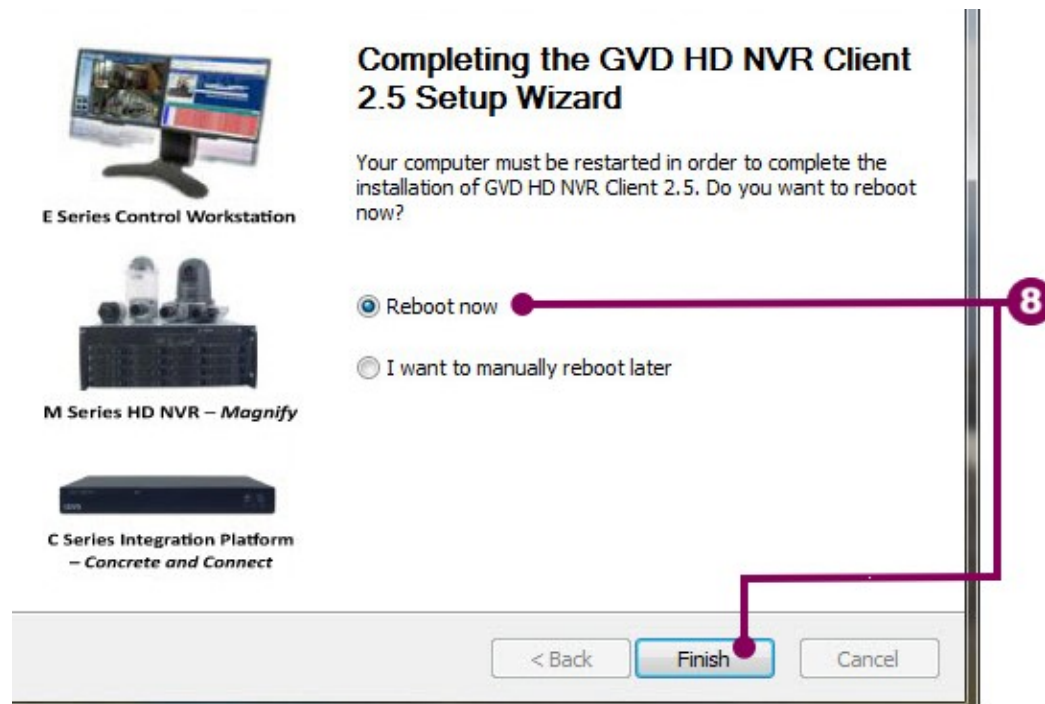 Completing the GVD HD NVR Client
2.5 Setup Wizard
Your computer must be restarted in order to complete the
installation of GVD HD NVR Client 2.5. Do you want to reboot
now?
E Series Control Workstation
Reboot now
8
I want to manually reboot later
M Series HD NVR – Magnify
C Series Integration Platform
– Concrete and Connect
< Back
Finish
Cancel